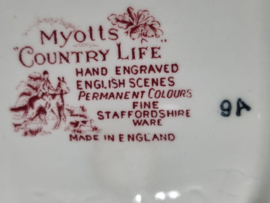 Myotts
"COUNTRY LIFE"
HAND ENGRAVED
ENGLISH SCENES
PERMANENT COLOURS
FINE
STAFFORDSHIRE
WARE
MADE IN ENGLAND
9A